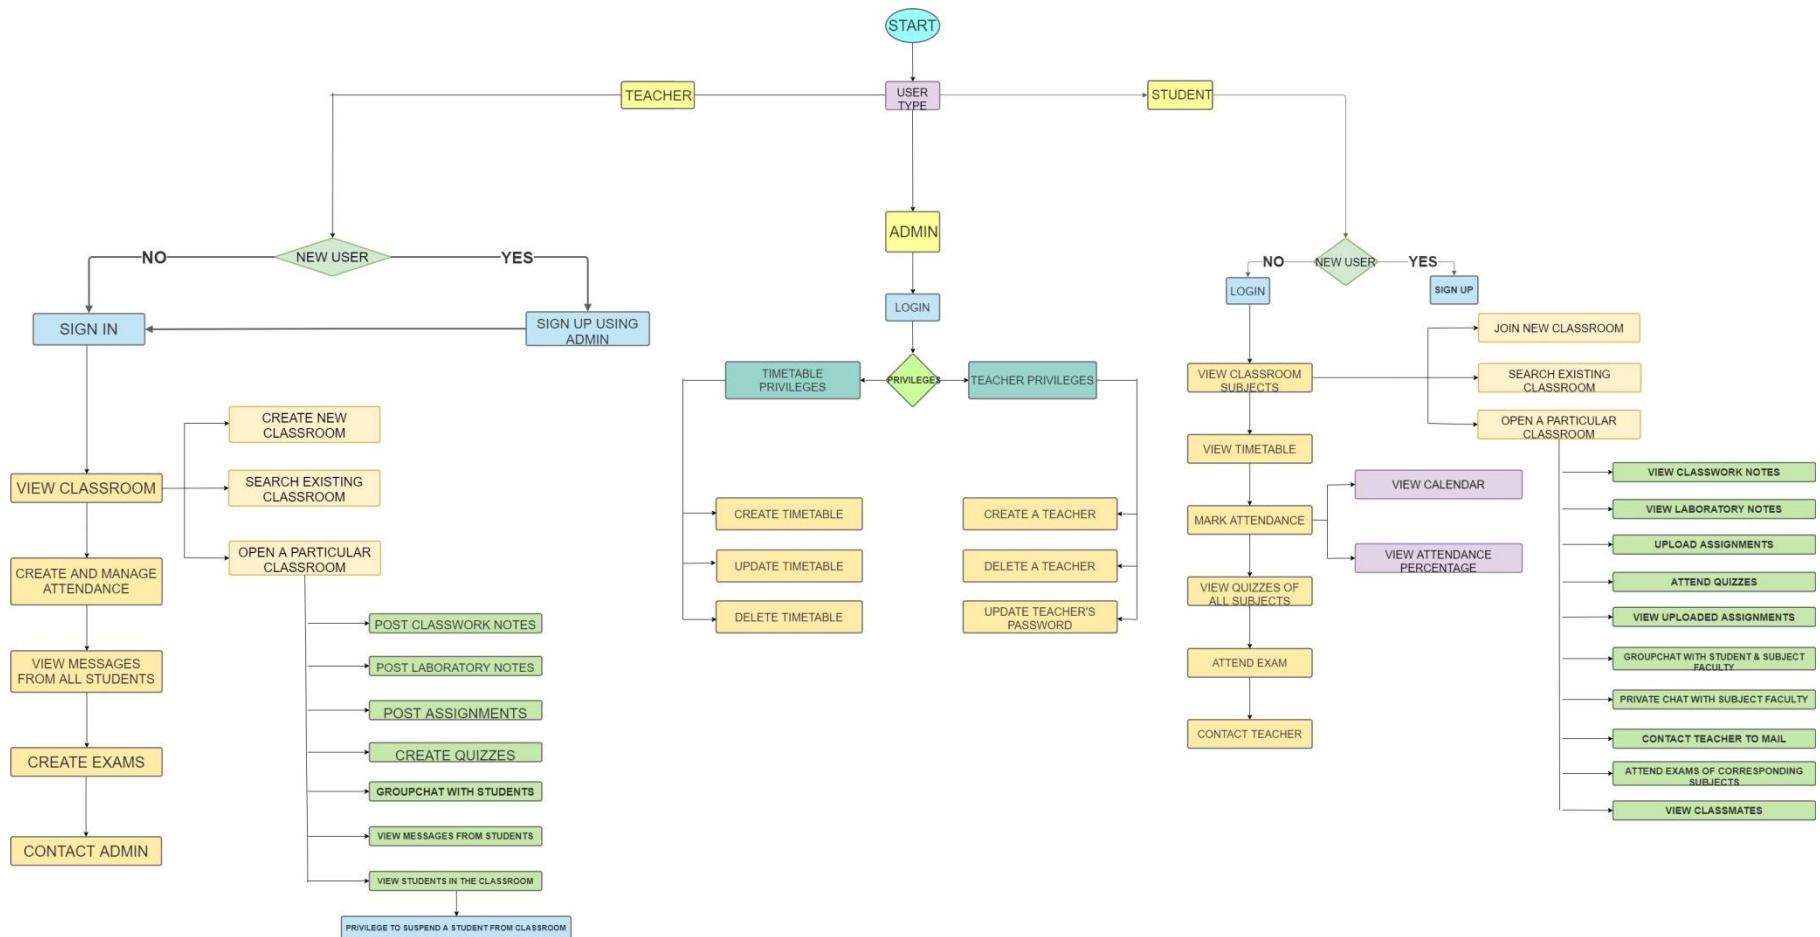 START
TEACHER
USER
TYPE
STUDENT
NEW USER
NO
YES
SIGN IN
SIGN UP USING
ADMIN
VIEW CLASSROOM
CREATE NEW
CLASSROOM
SEARCH EXISTING
CLASSROOM
OPEN A PARTICULAR
CLASSROOM
CREATE AND MANAGE
ATTENDANCE
VIEW MESSAGES
FROM ALL STUDENTS
CREATE EXAMS
CONTACT ADMIN
POST CLASSWORK NOTES
POST LABORATORY NOTES
POST ASSIGNMENTS
CREATE QUIZZES
GROUPCHAT WITH STUDENTS
VIEW MESSAGES FROM STUDENTS
VIEW STUDENTS IN THE CLASSROOM
PRIVILEGE TO SUSPEND A STUDENT FROM CLASSROOM
ADMIN
LOGIN
PRIVILEGES
TIMETABLE
PRIVILEGES
TEACHER PRIVILEGES
CREATE TIMETABLE
UPDATE TIMETABLE
DELETE TIMETABLE
CREATE A TEACHER
DELETE A TEACHER
UPDATE TEACHER'S
PASSWORD
NEW USER
NO
YES
LOGIN
SIGN UP
VIEW CLASSROOM
SUBJECTS
JOIN NEW CLASSROOM
SEARCH EXISTING
CLASSROOM
OPEN A PARTICULAR
CLASSROOM
VIEW TIMETABLE
MARK ATTENDANCE
VIEW CALENDAR
VIEW ATTENDANCE
PERCENTAGE
VIEW QUIZZES
OF ALL SUBJECTS
ATTEND EXAM
CONTACT TEACHER
VIEW CLASSWORK NOTES
VIEW LABORATORY NOTES
UPLOAD ASSIGNMENTS
ATTEND QUIZZES
VIEW UPLOADED ASSIGNMENTS
GROUPCHAT WITH STUDENT & SUBJECT
FACULTY
PRIVATE CHAT WITH SUBJECT FACULTY
CONTACT TEACHER TO MAIL
ATTEND EXAMS OF CORRESPONDING
SUBJECTS
VIEW CLASSMATES